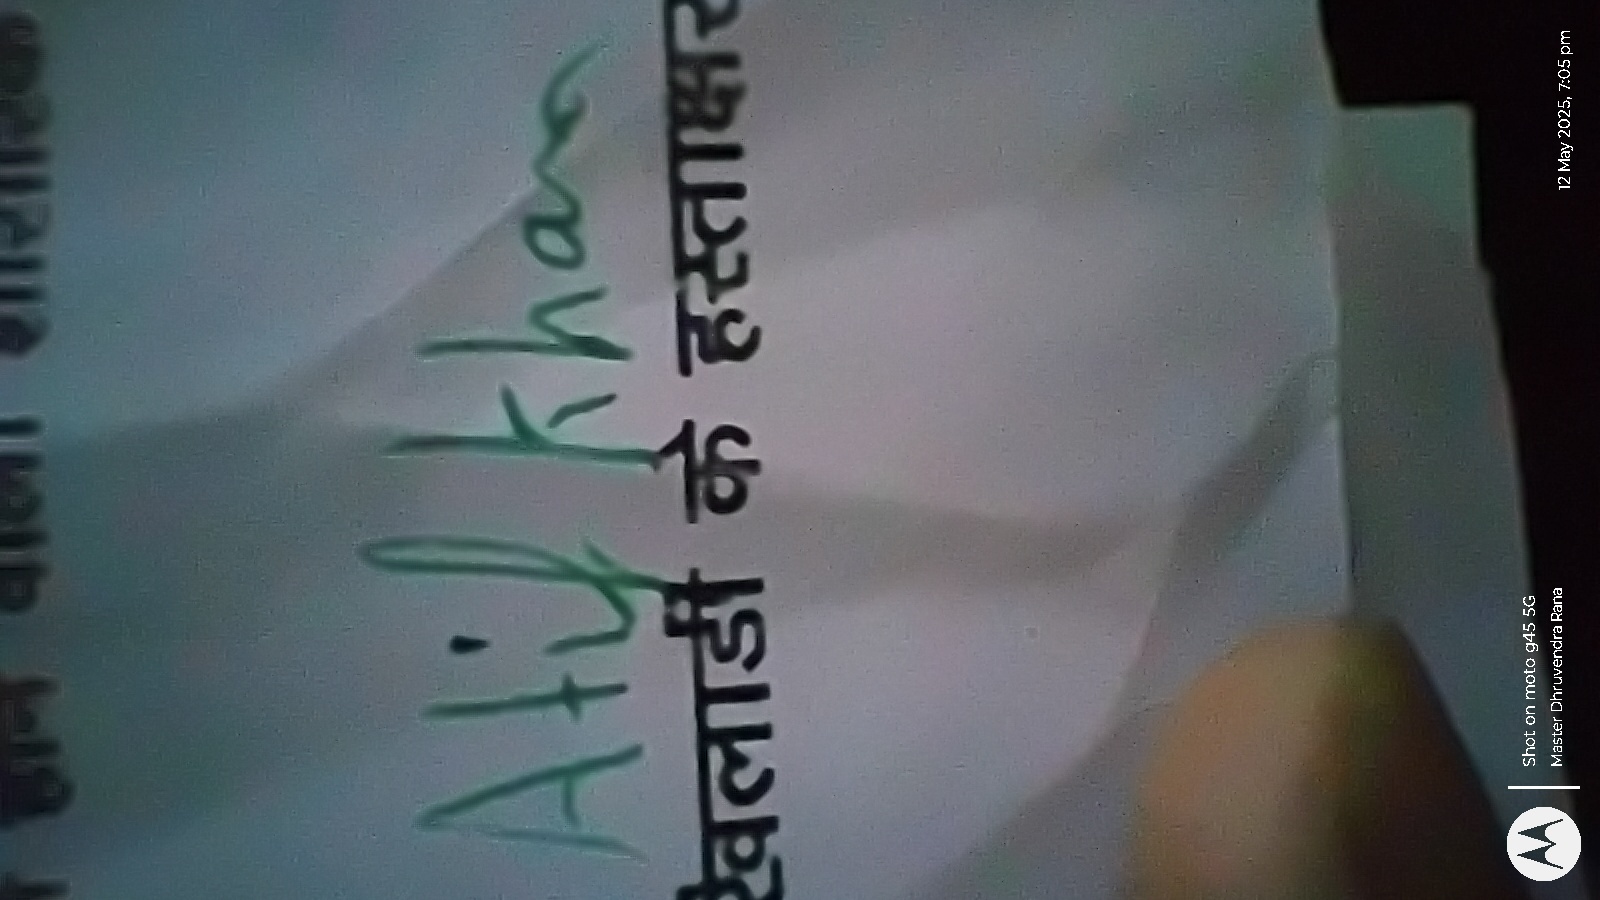 Atif Khan
खिलाडी के हस्ताक्षर
Shot on moto g45 5G
Master Dhruvendra Rana
12 May 2025, 7:05 pm